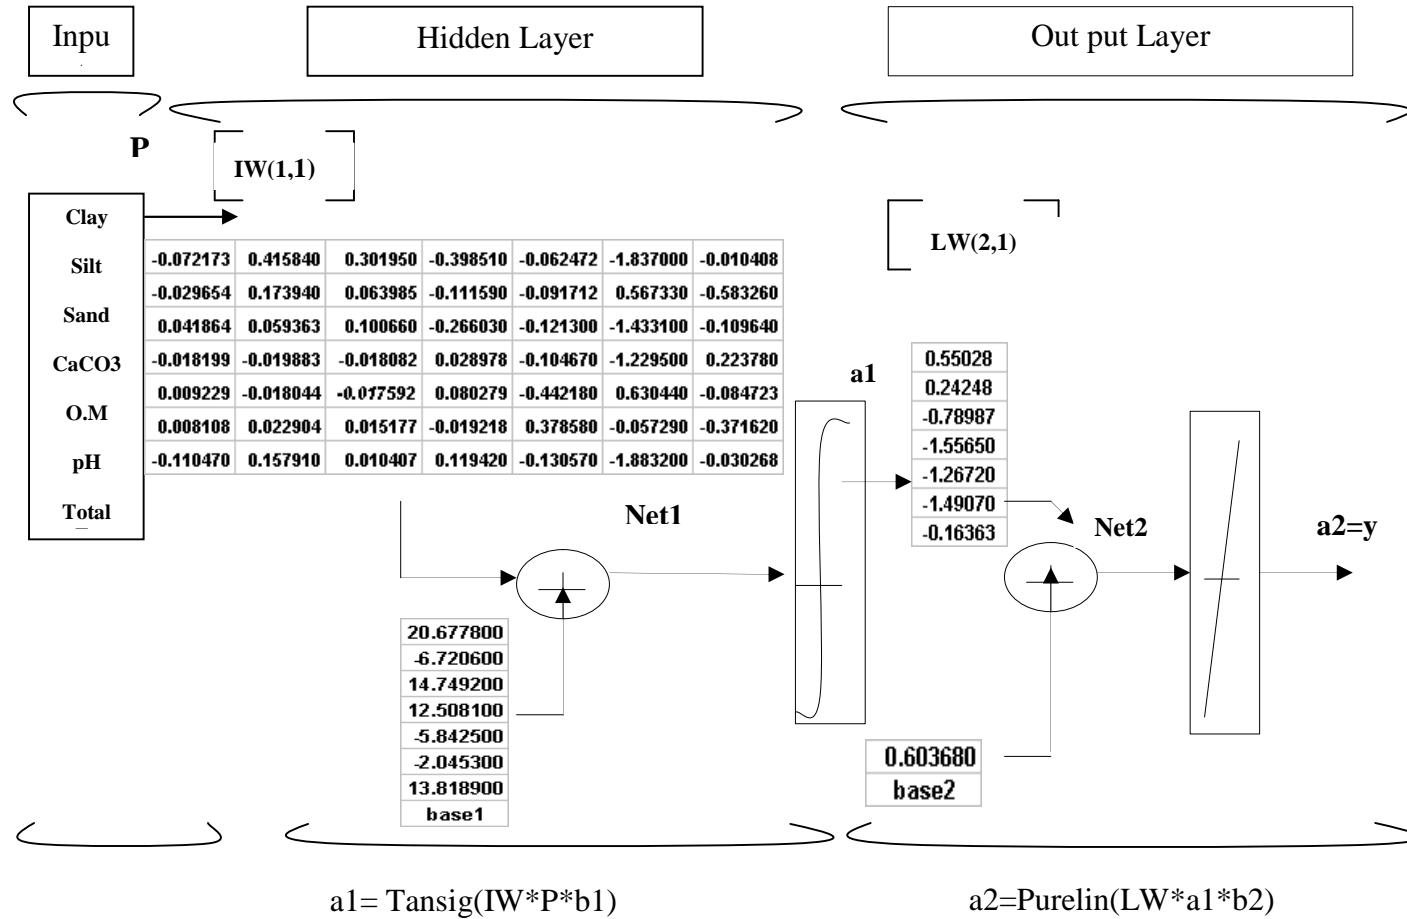 Inpu
Hidden Layer
Out put Layer
P
IW(1,1)
Clay
Silt
Sand
CaCO3
O.M
pH
Total
-0.072173 0.415840 0.301950 -0.398510 -0.062472 -1.837000 -0.010408
-0.029654 0.173940 0.063985 -0.111590 -0.091712 0.567330 -0.583260
0.041864 0.059363 0.100660 -0.266030 -0.121300 -1.433100 -0.109640
-0.018199 -0.019883 -0.018082 0.028978 -0.104670 -1.229500 0.223780
0.009229 -0.018044 -0.017592 0.080279 -0.442180 0.630440 -0.084723
0.008108 0.022904 0.015177 -0.019218 0.378580 -0.057290 -0.371620
-0.110470 0.157910 0.010407 0.119420 -0.130570 -1.883200 -0.030268
Net1
20.677800
-6.720600
14.749200
12.508100
-5.842500
-2.045300
13.818900
base1
a1
LW(2,1)
0.55028
0.24248
-0.78987
-1.55650
-1.26720
-1.49070
-0.16363
Net2
a2=y
0.603680
base2
a1= Tansig(IW*P*b1)
a2=Purelin(LW*a1*b2)